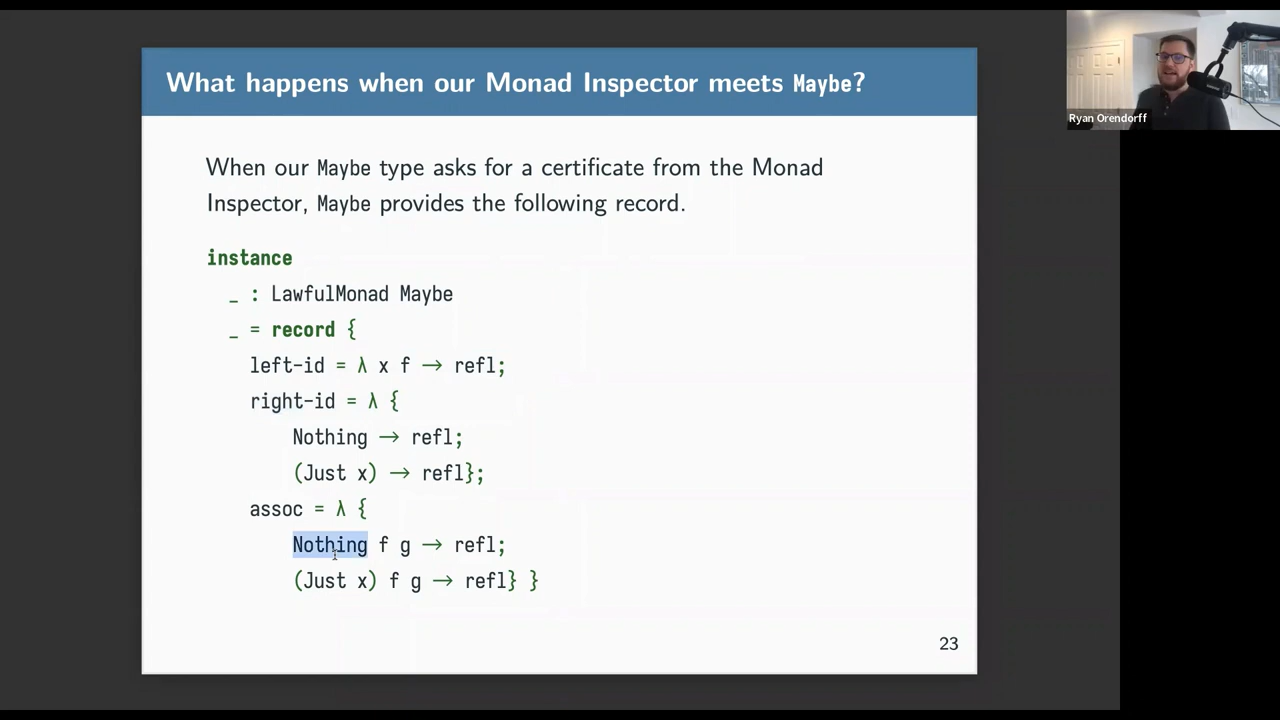 What happens when our Monad Inspector meets Maybe?
Ryan Orendorff
When our Maybe type asks for a certificate from the Monad
Inspector, Maybe provides the following record.
instance
_ : LawfulMonad Maybe
_ = record {
left-id = λ x f → refl;
right-id = λ {
Nothing → refl;
(Just x) → refl};
assoc = λ {
Nothing f g → refl;
(Just x) f g → refl} }
23